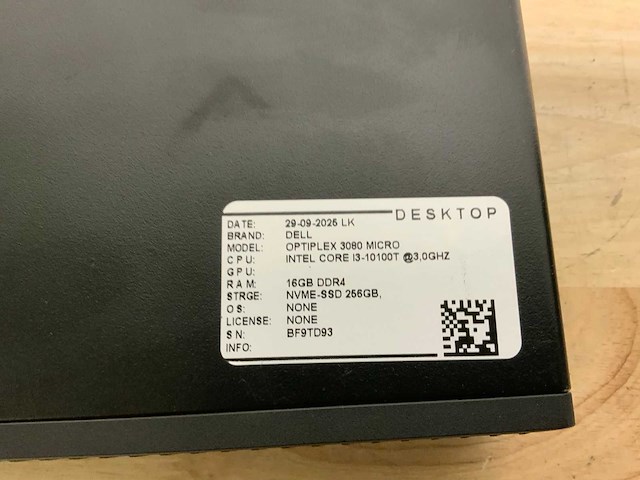 DESKTOP
DATE: 29-09-2025 LK
BRAND: DELL
MODEL: OPTIPLEX 3080 MICRO
CPU: INTEL CORE I3-10100T @3,0GHZ
GPU:
RAM: 16GB DDR4
STRGE: NVME-SSD 256GB,
OS: NONE
LICENSE: NONE
SN: BF9TD93
INFO: